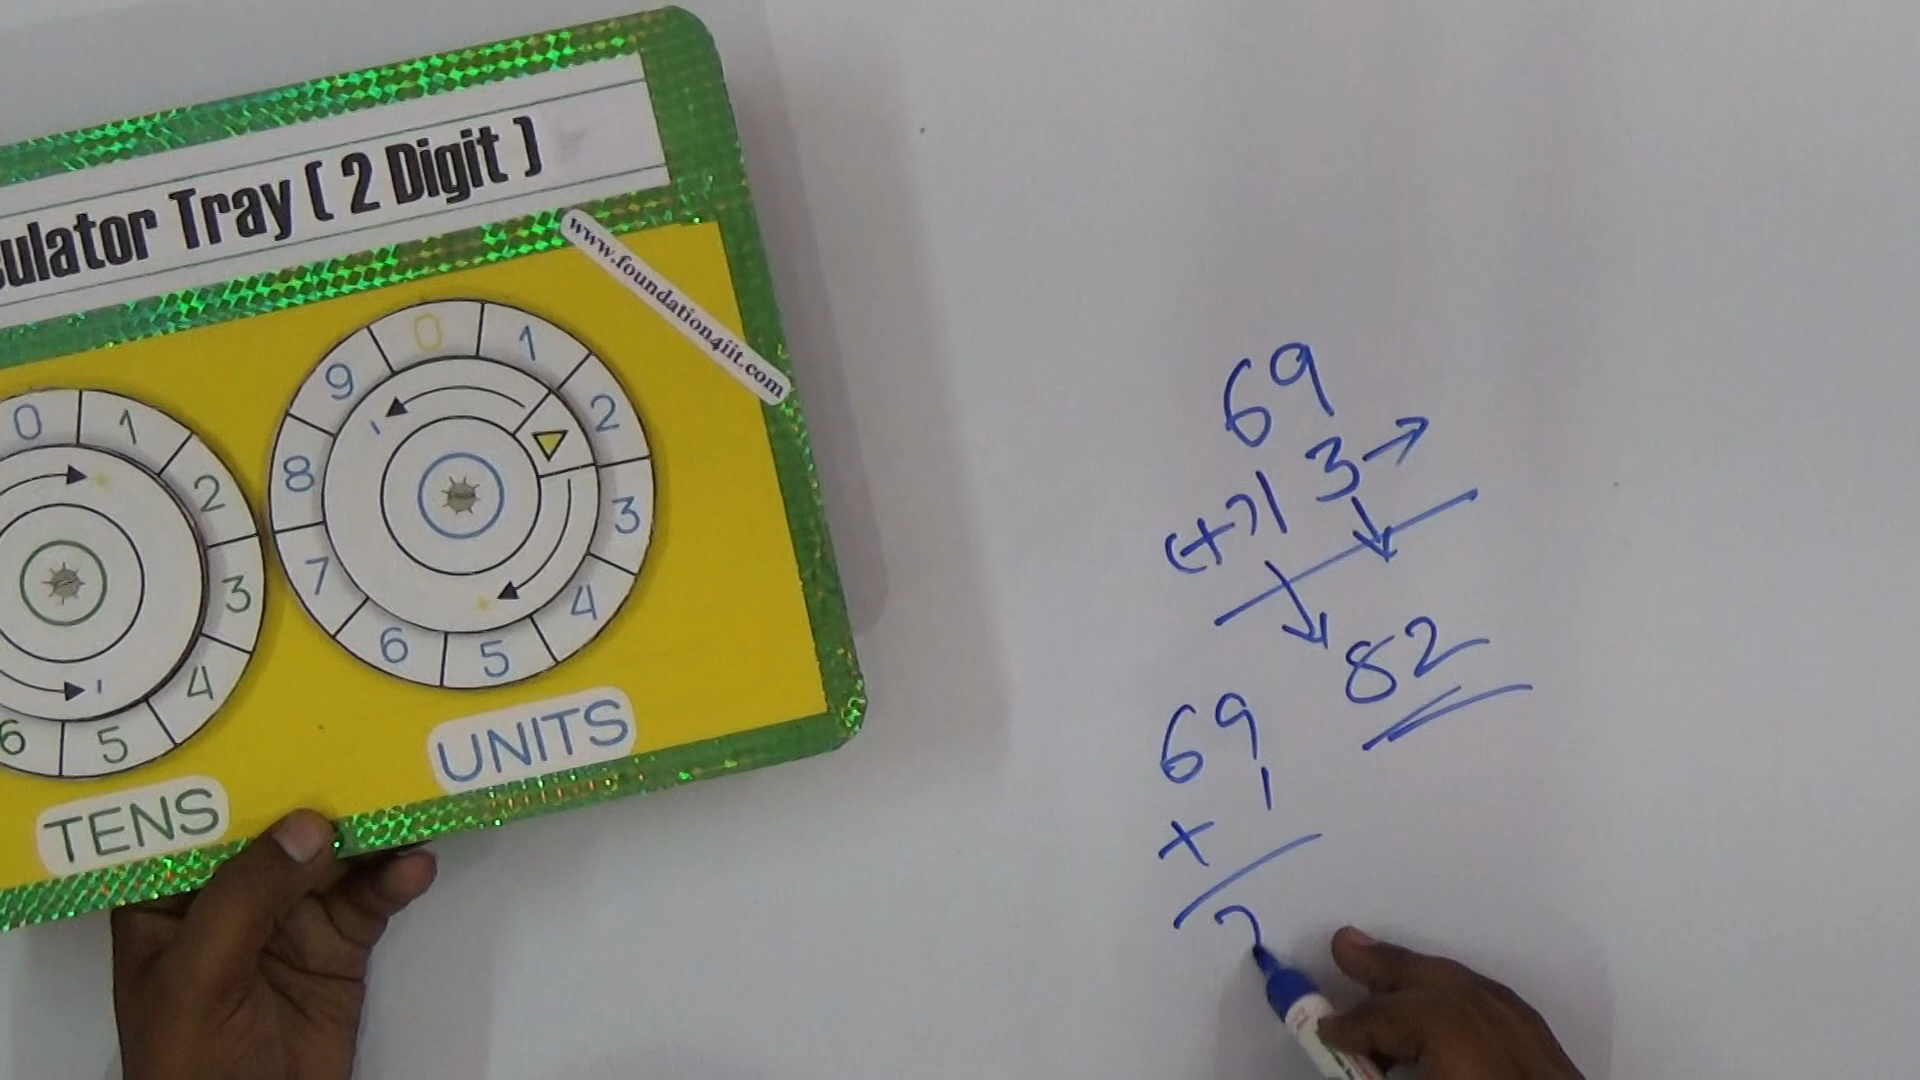 culator Tray ( 2 Digit )
www.foundation4iit.com
0 1 2 3 4 5 6
TENS
0 1 2 3 4 5 6 7 8 9
UNITS
69
(+) 13
82
69
1
×